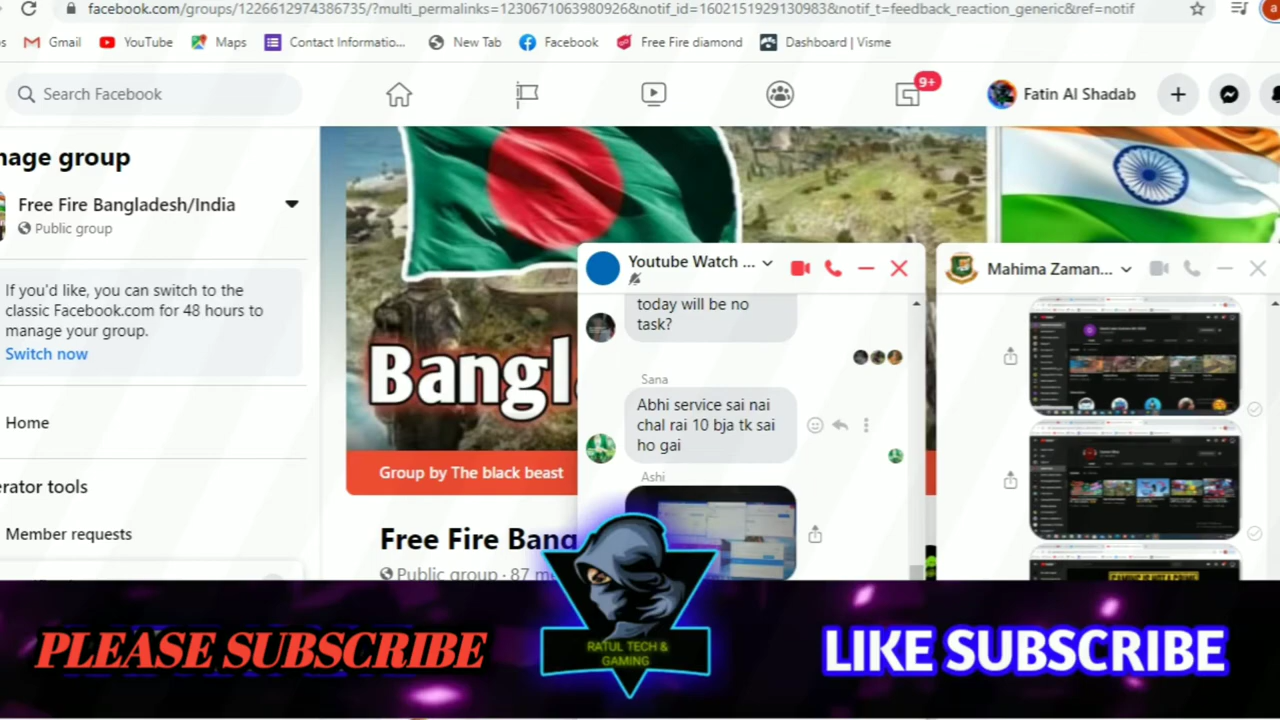 facebook.com/groups/1226612974386735/?multi_permalinks=1230671063980926&notif_id=1602151929130983&notif_t=feedback_reaction_generic&ref=notif
Gmail
YouTube
Maps
Contact Informatio...
New Tab
Facebook
Free Fire diamond
Dashboard | Visme
Search Facebook
9+
Fatin Al Shadab
nage group
Free Fire Bangladesh/India
Public group
If you'd like, you can switch to the
classic Facebook.com for 48 hours to
manage your group.
Switch now
Home
erator tools
Member requests
Bangl
Group by The black beast
Free Fire Bang
Public group · 87 me
Youtube Watch ...
today will be no
task?
Sana
Abhi service sai nai
chal rai 10 bja tk sai
ho gai
Ashi
Mahima Zaman...
PLEASE SUBSCRIBE
RATUL TECH &
GAMING
LIKE SUBSCRIBE